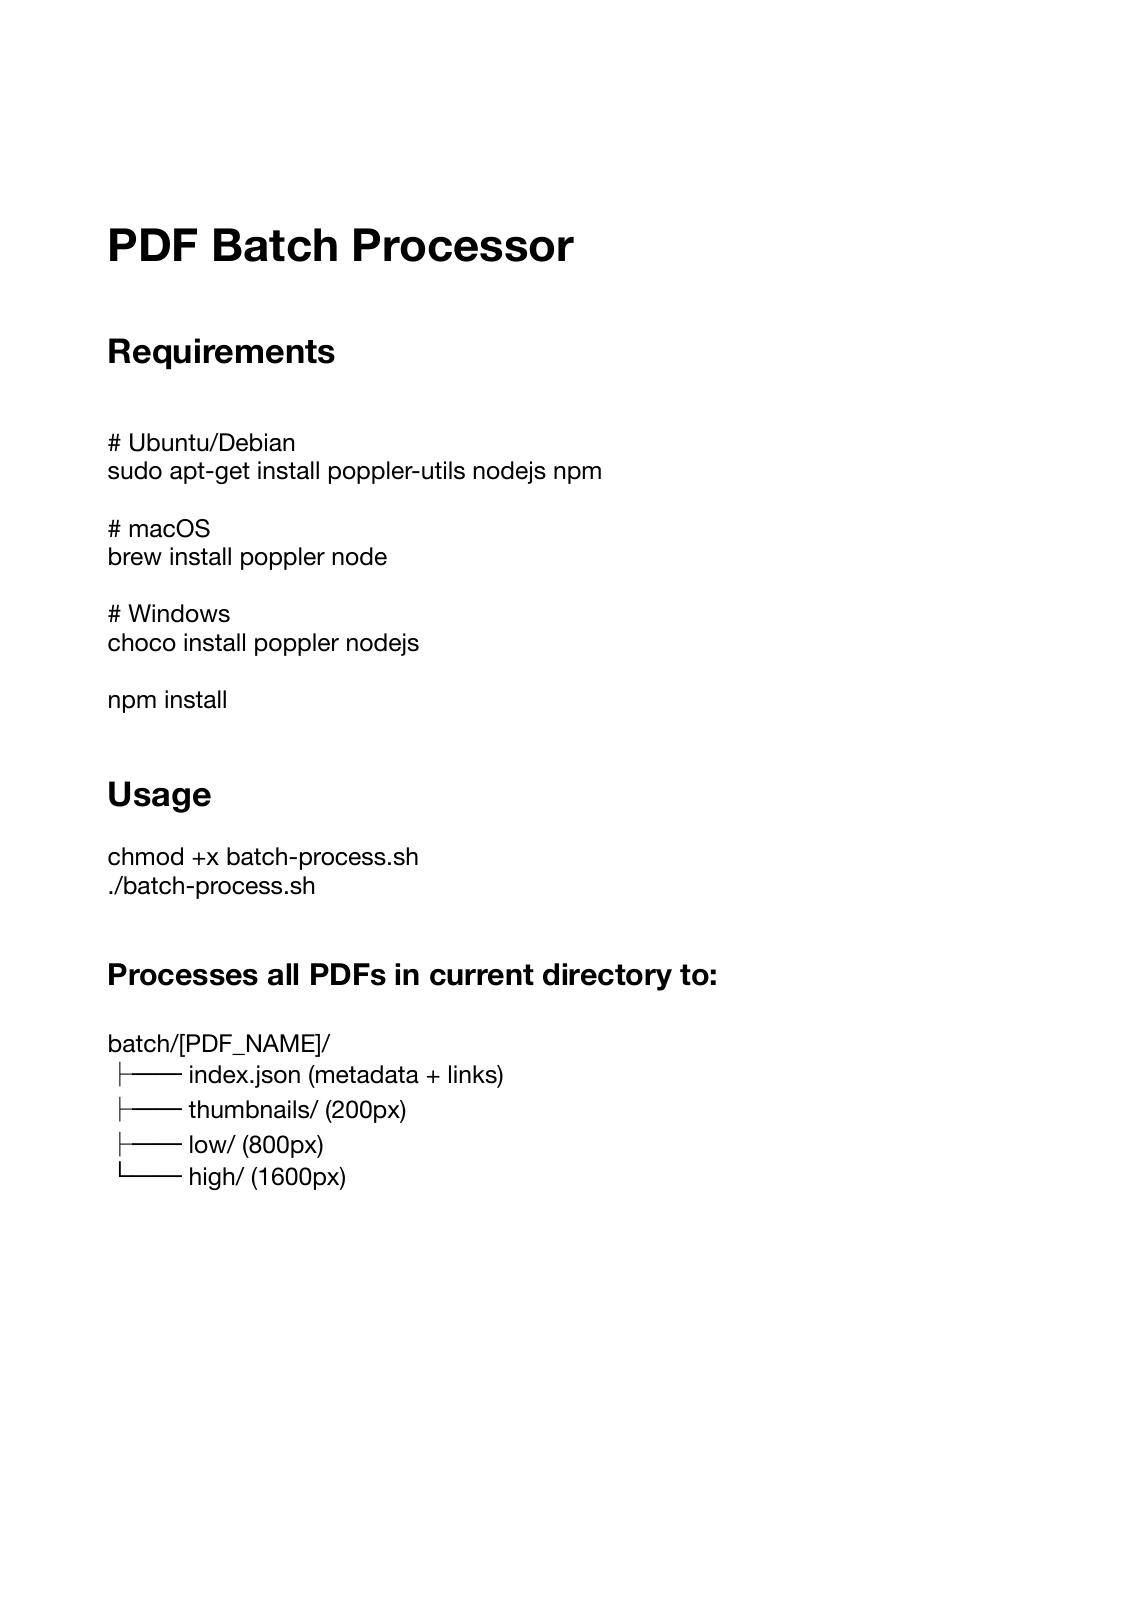 PDF Batch Processor
Requirements
# Ubuntu/Debian
sudo apt-get install poppler-utils nodejs npm
# macOS
brew install poppler node
# Windows
choco install poppler nodejs
npm install
Usage
chmod +x batch-process.sh
./batch-process.sh
Processes all PDFs in current directory to:
batch/[PDF_NAME]/
├── index.json (metadata + links)
├── thumbnails/ (200px)
├── low/ (800px)
└── high/ (1600px)